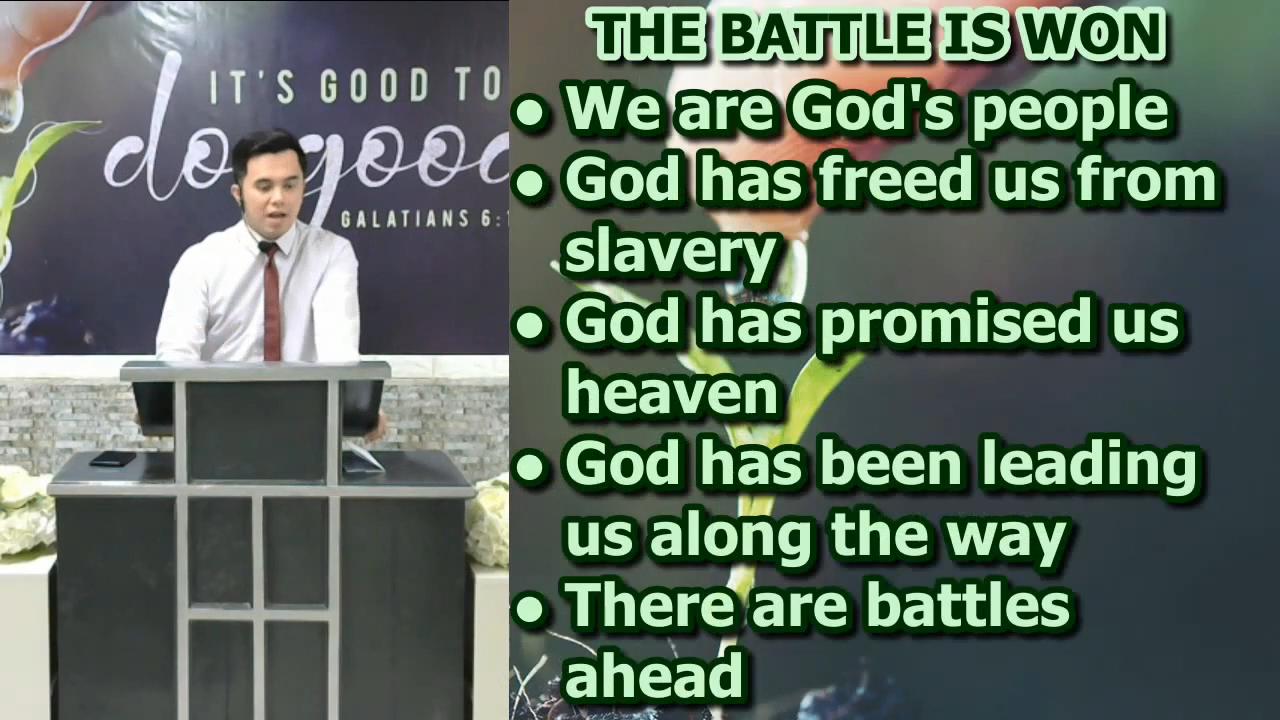 IT'S GOOD TO
do good
GALATIANS 6:
THE BATTLE IS WON
• We are God's people
• God has freed us from
slavery
• God has promised us
heaven
• God has been leading
us along the way
• There are battles
ahead